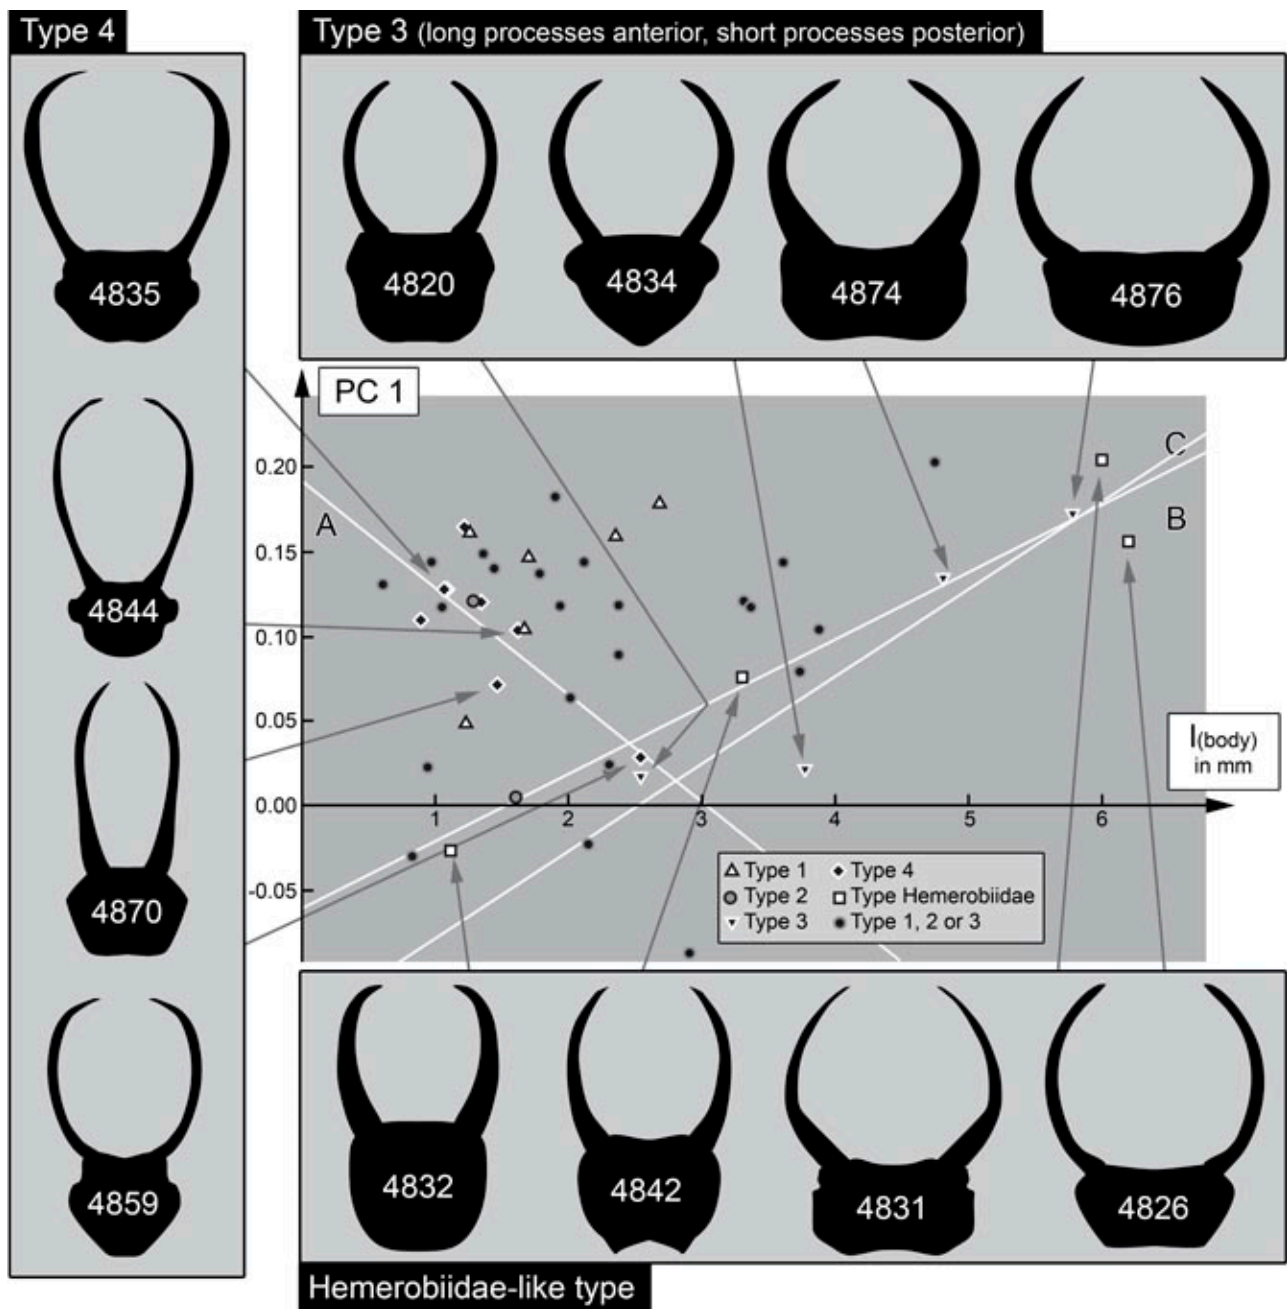 Type 4
Type 3 (long processes anterior, short processes posterior)
4835
4844
4870
4859
4820
4834
4874
4876
PC 1
0.20
0.15
0.10
0.05
0.00
-0.05
A
C
B
l(body)
in mm
1 2 3 4 5 6
Type 1
Type 4
Type 2
Type Hemerobiidae
Type 3
Type 1, 2 or 3
4832
4842
4831
4826
Hemerobiidae-like type